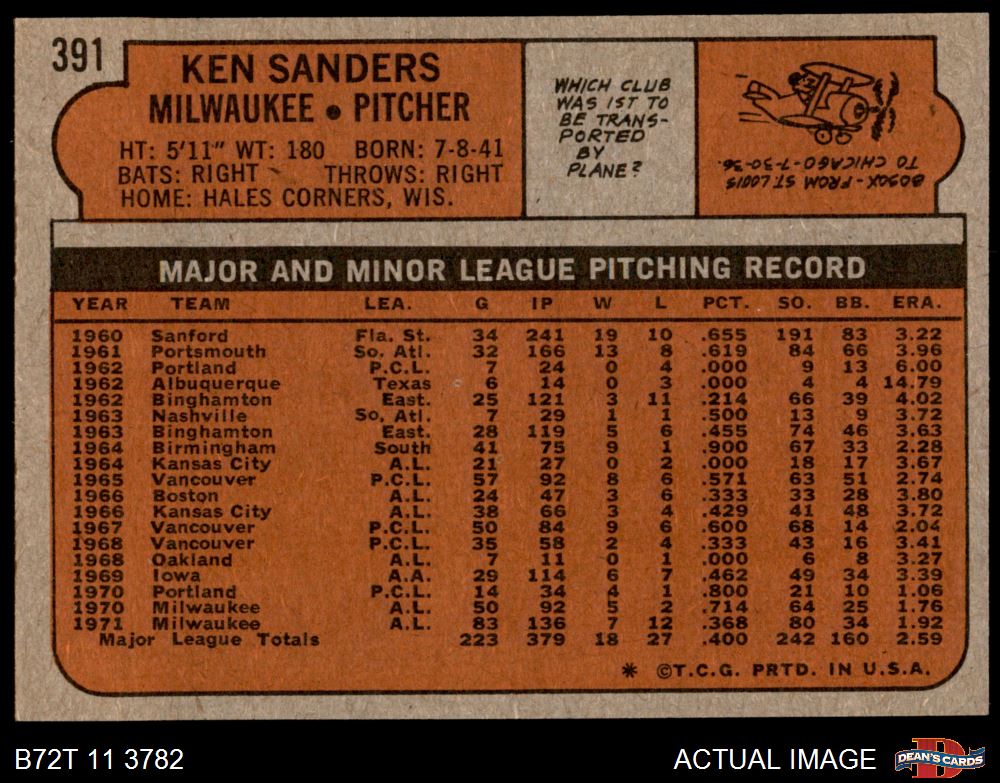 391
KEN SANDERS
MILWAUKEE • PITCHER
HT: 5'11" WT: 180 BORN: 7-8-41
BATS: RIGHT THROWS: RIGHT
HOME: HALES CORNERS, WIS.
WHICH CLUB
WAS 1ST TO
BE TRANS-
PORTED
BY
PLANE?
BOSOX - FROM ST LOUIS
TO CHICAGO - 7-30-36.
MAJOR AND MINOR LEAGUE PITCHING RECORD
YEAR TEAM LEA. G IP W L PCT. SO. BB. ERA.
1960 Sanford Fla. St. 34 241 19 10 .655 191 83 3.22
1961 Portsmouth So. Atl. 32 166 13 8 .619 84 66 3.96
1962 Portland P.C.L. 7 24 0 4 .000 9 13 6.00
1962 Albuquerque Texas 6 14 0 3 .000 4 4 14.79
1962 Binghamton East. 25 121 3 11 .214 66 39 4.02
1963 Nashville So, Atl. 7 29 1 1 .500 13 9 3.72
1963 Binghamton East. 28 119 5 6 .455 74 46 3.63
1964 Birmingham South 41 75 9 1 .900 67 33 2.28
1964 Kansas City A.L. 21 27 0 2 .000 18 17 3.67
1965 Vancouver P.C.L. 57 92 8 6 .571 63 51 2.74
1966 Boston A.L. 24 47 3 6 .333 33 28 3.80
1966 Kansas City A.L. 38 66 3 4 .429 41 48 3.72
1967 Vancouver P.C.L. 50 84 9 6 .600 68 14 2.04
1968 Vancouver P.C.L. 35 58 2 4 .333 43 16 3.41
1968 Oakland A.L. 7 11 0 1 .000 6 8 3.27
1969 Iowa A.A. 29 114 6 7 .462 49 34 3.39
1970 Portland P.C.L. 14 34 4 1 .800 21 10 1.06
1970 Milwaukee A.L. 50 92 5 2 .714 64 25 1.76
1971 Milwaukee A.L. 83 136 7 12 .368 80 34 1.92
Major League Totals 223 379 18 27 .400 242 160 2.59
* ©T.C.G. PRTD. IN U.S.A.
B72T 11 3782
ACTUAL IMAGE
DEAN'S CARDS